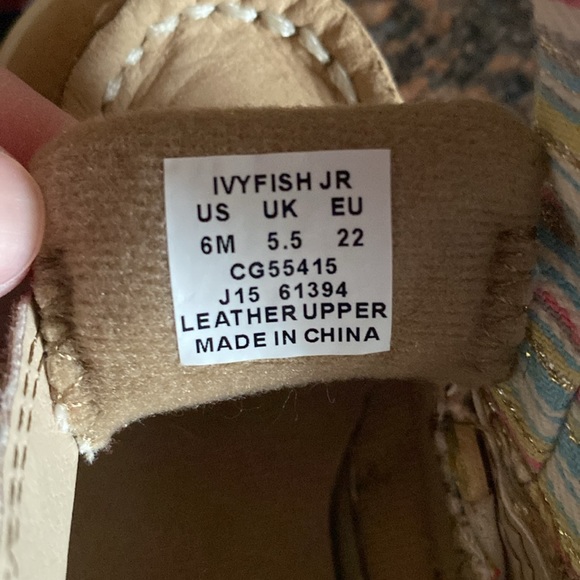 IVYFISH JR
US UK EU
6M 5.5 22
CG55415
J15 61394
LEATHER UPPER
MADE IN CHINA